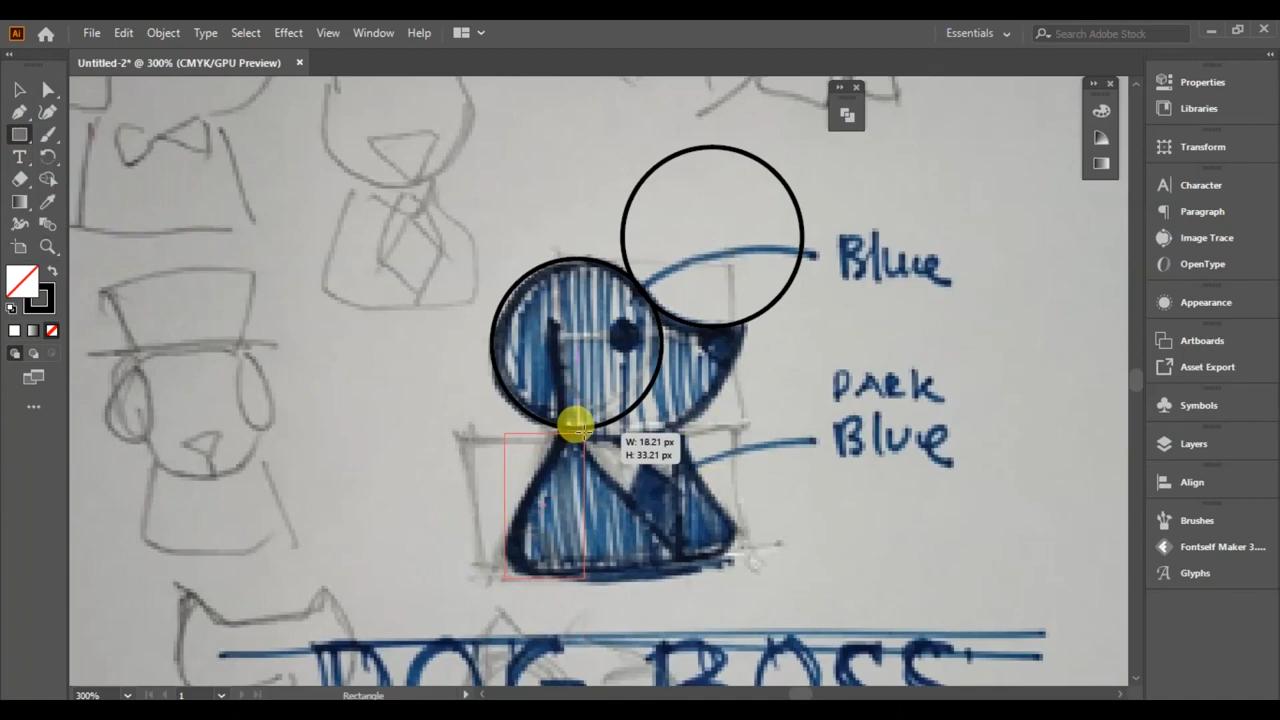 Ai
File Edit Object Type Select Effect View Window Help
Essentials
Search Adobe Stock
Untitled-2* @ 300% (CMYK/GPU Preview)
Properties
Libraries
Transform
Character
Paragraph
Image Trace
OpenType
Appearance
Artboards
Asset Export
Symbols
Layers
Align
Brushes
Fontself Maker 3....
Glyphs
Blue
DARK
Blue
W: 18.21 px
H: 33.21 px
DOG BOSS
300%
1
Rectangle